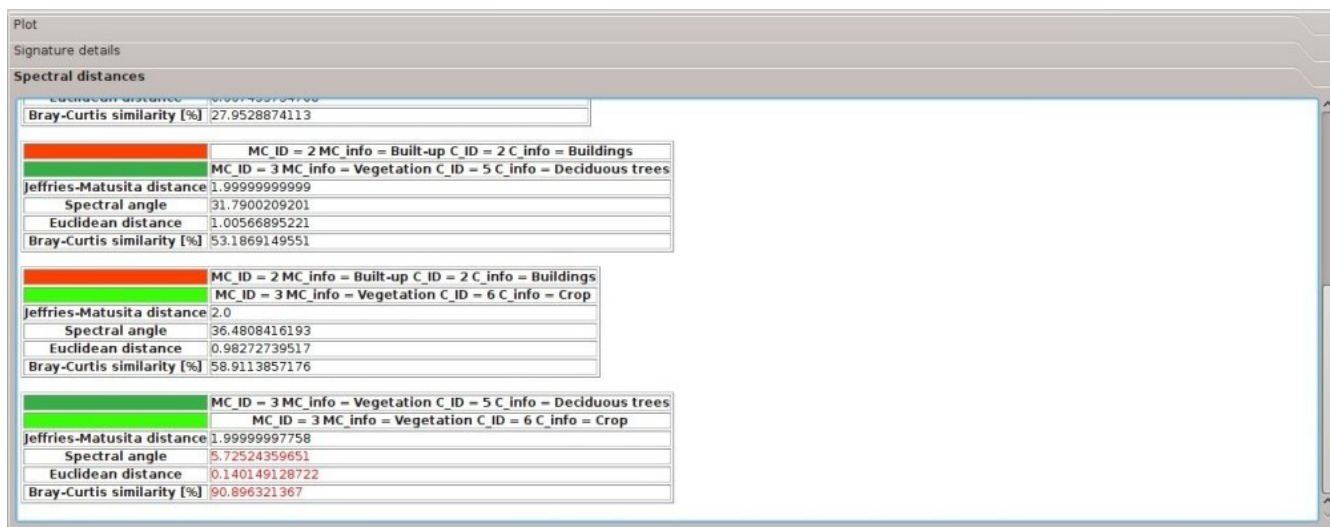 Plot
Signature details
Spectral distances
Bray-Curtis similarity [%] 27.9528874113
MC_ID = 2 MC_info = Built-up C_ID = 2 C_info = Buildings
MC_ID = 3 MC_info = Vegetation C_ID = 5 C_info = Deciduous trees
Jeffries-Matusita distance 1.99999999999
Spectral angle 31.7900209201
Euclidean distance 1.00566895221
Bray-Curtis similarity [%] 53.1869149551
MC_ID = 2 MC_info = Built-up C_ID = 2 C_info = Buildings
MC_ID = 3 MC_info = Vegetation C_ID = 6 C_info = Crop
Jeffries-Matusita distance 2.0
Spectral angle 36.4808416193
Euclidean distance 0.98272739517
Bray-Curtis similarity [%] 58.9113857176
MC_ID = 3 MC_info = Vegetation C_ID = 5 C_info = Deciduous trees
MC_ID = 3 MC_info = Vegetation C_ID = 6 C_info = Crop
Jeffries-Matusita distance 1.99999997758
Spectral angle 5.72524359651
Euclidean distance 0.140149128722
Bray-Curtis similarity [%] 90.896321367